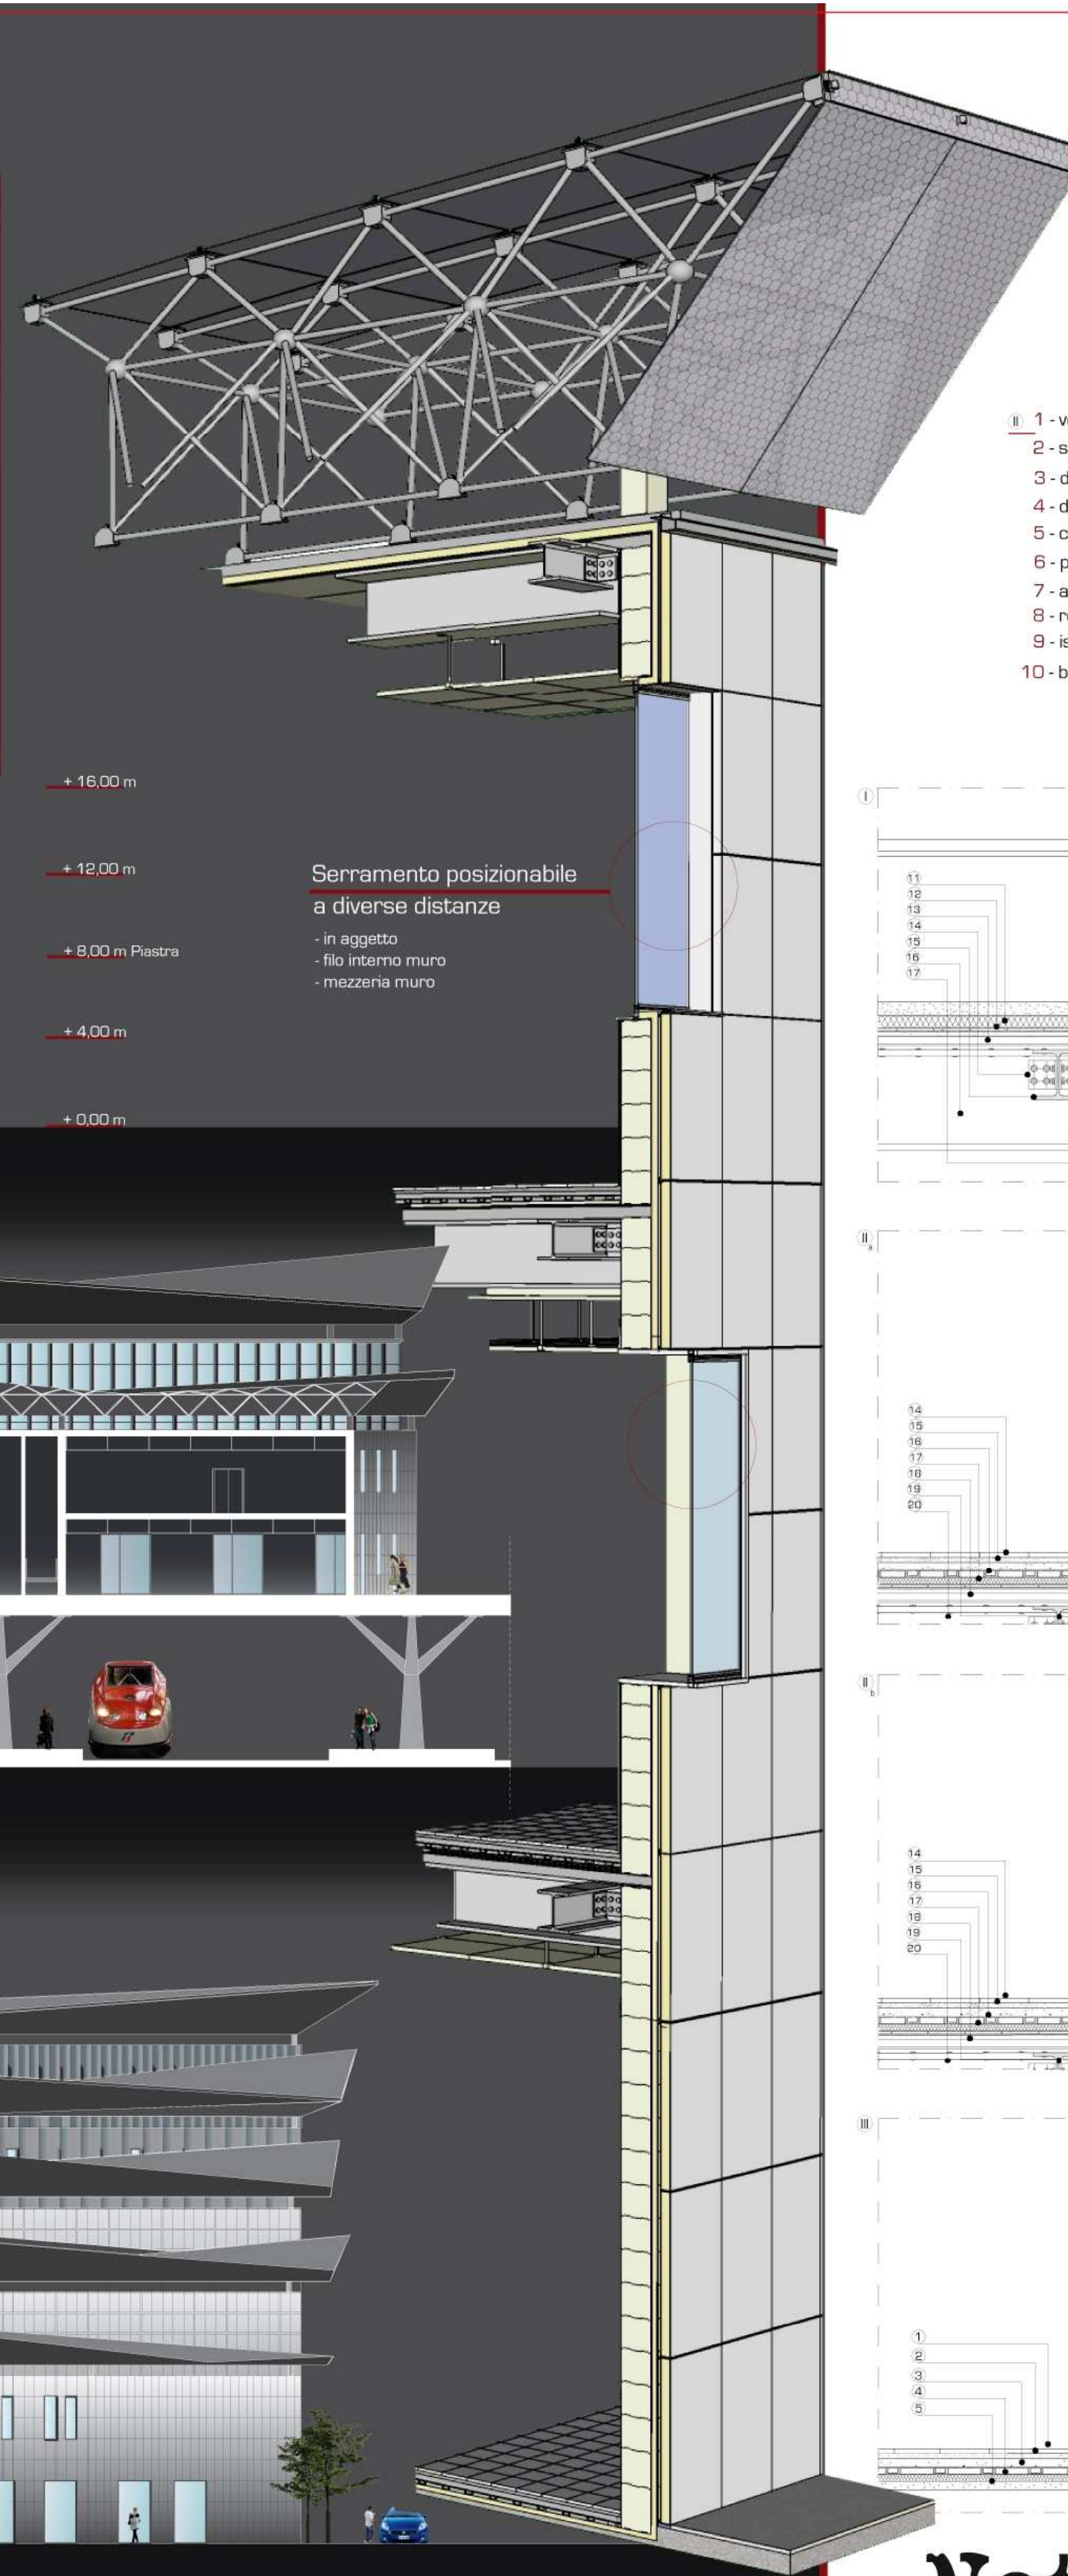 II 1 -
2 -
3 -
4 -
5 -
6 -
7 -
8 -
9 -
10 -
+ 16,00 m
+ 12,00 m
+ 8,00 m Piastra
+ 4,00 m
+ 0,00 m
Serramento posizionabile
a diverse distanze
- in aggetto
- filo interno muro
- mezzeria muro
I
11
12
13
14
15
16
17
II a
14
15
16
17
18
19
20
II b
14
15
16
17
18
19
20
III
1
2
3
4
5